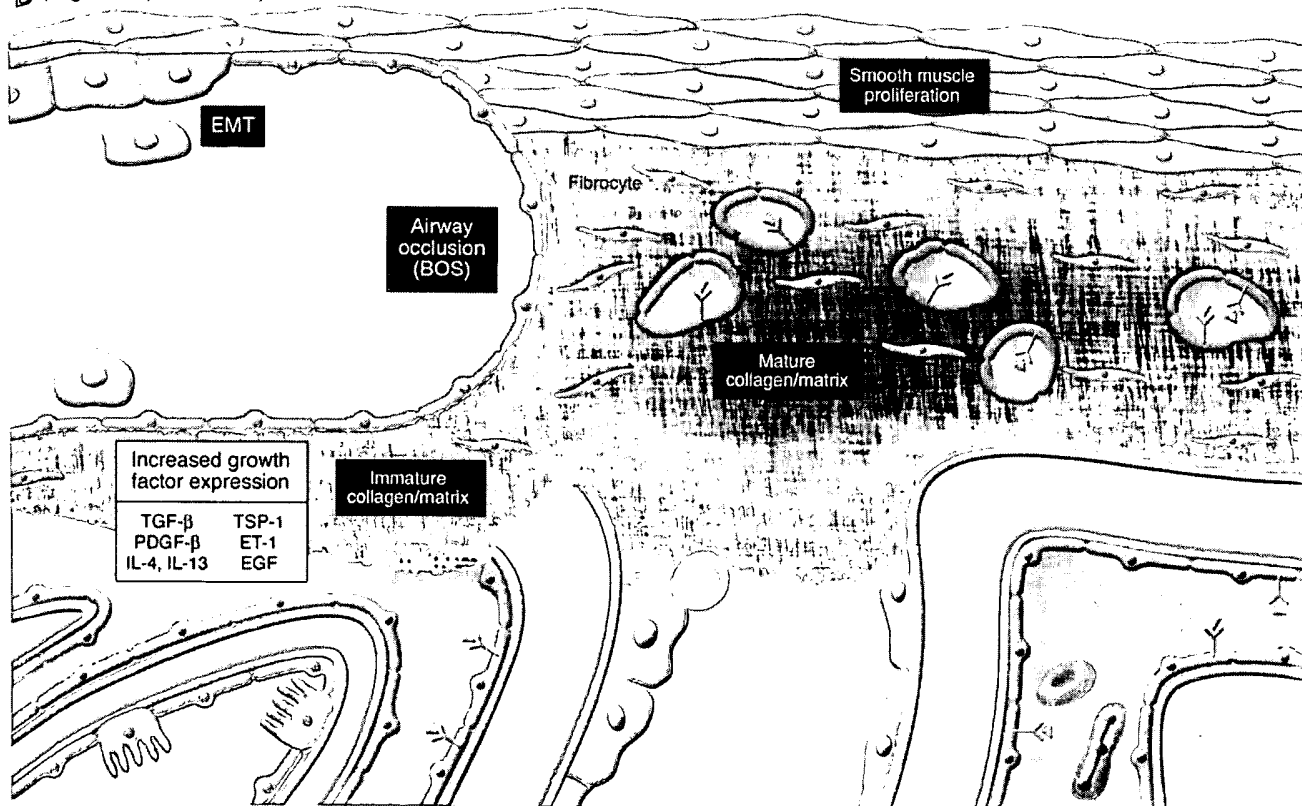 Smooth muscle
proliferation
EMT
Fibrocyte
Airway
occlusion
(BOS)
Mature
collagen/matrix
Increased growth
factor expression
TGF-β TSP-1
PDGF-β ET-1
IL-4, IL-13 EGF
Immature
collagen/matrix